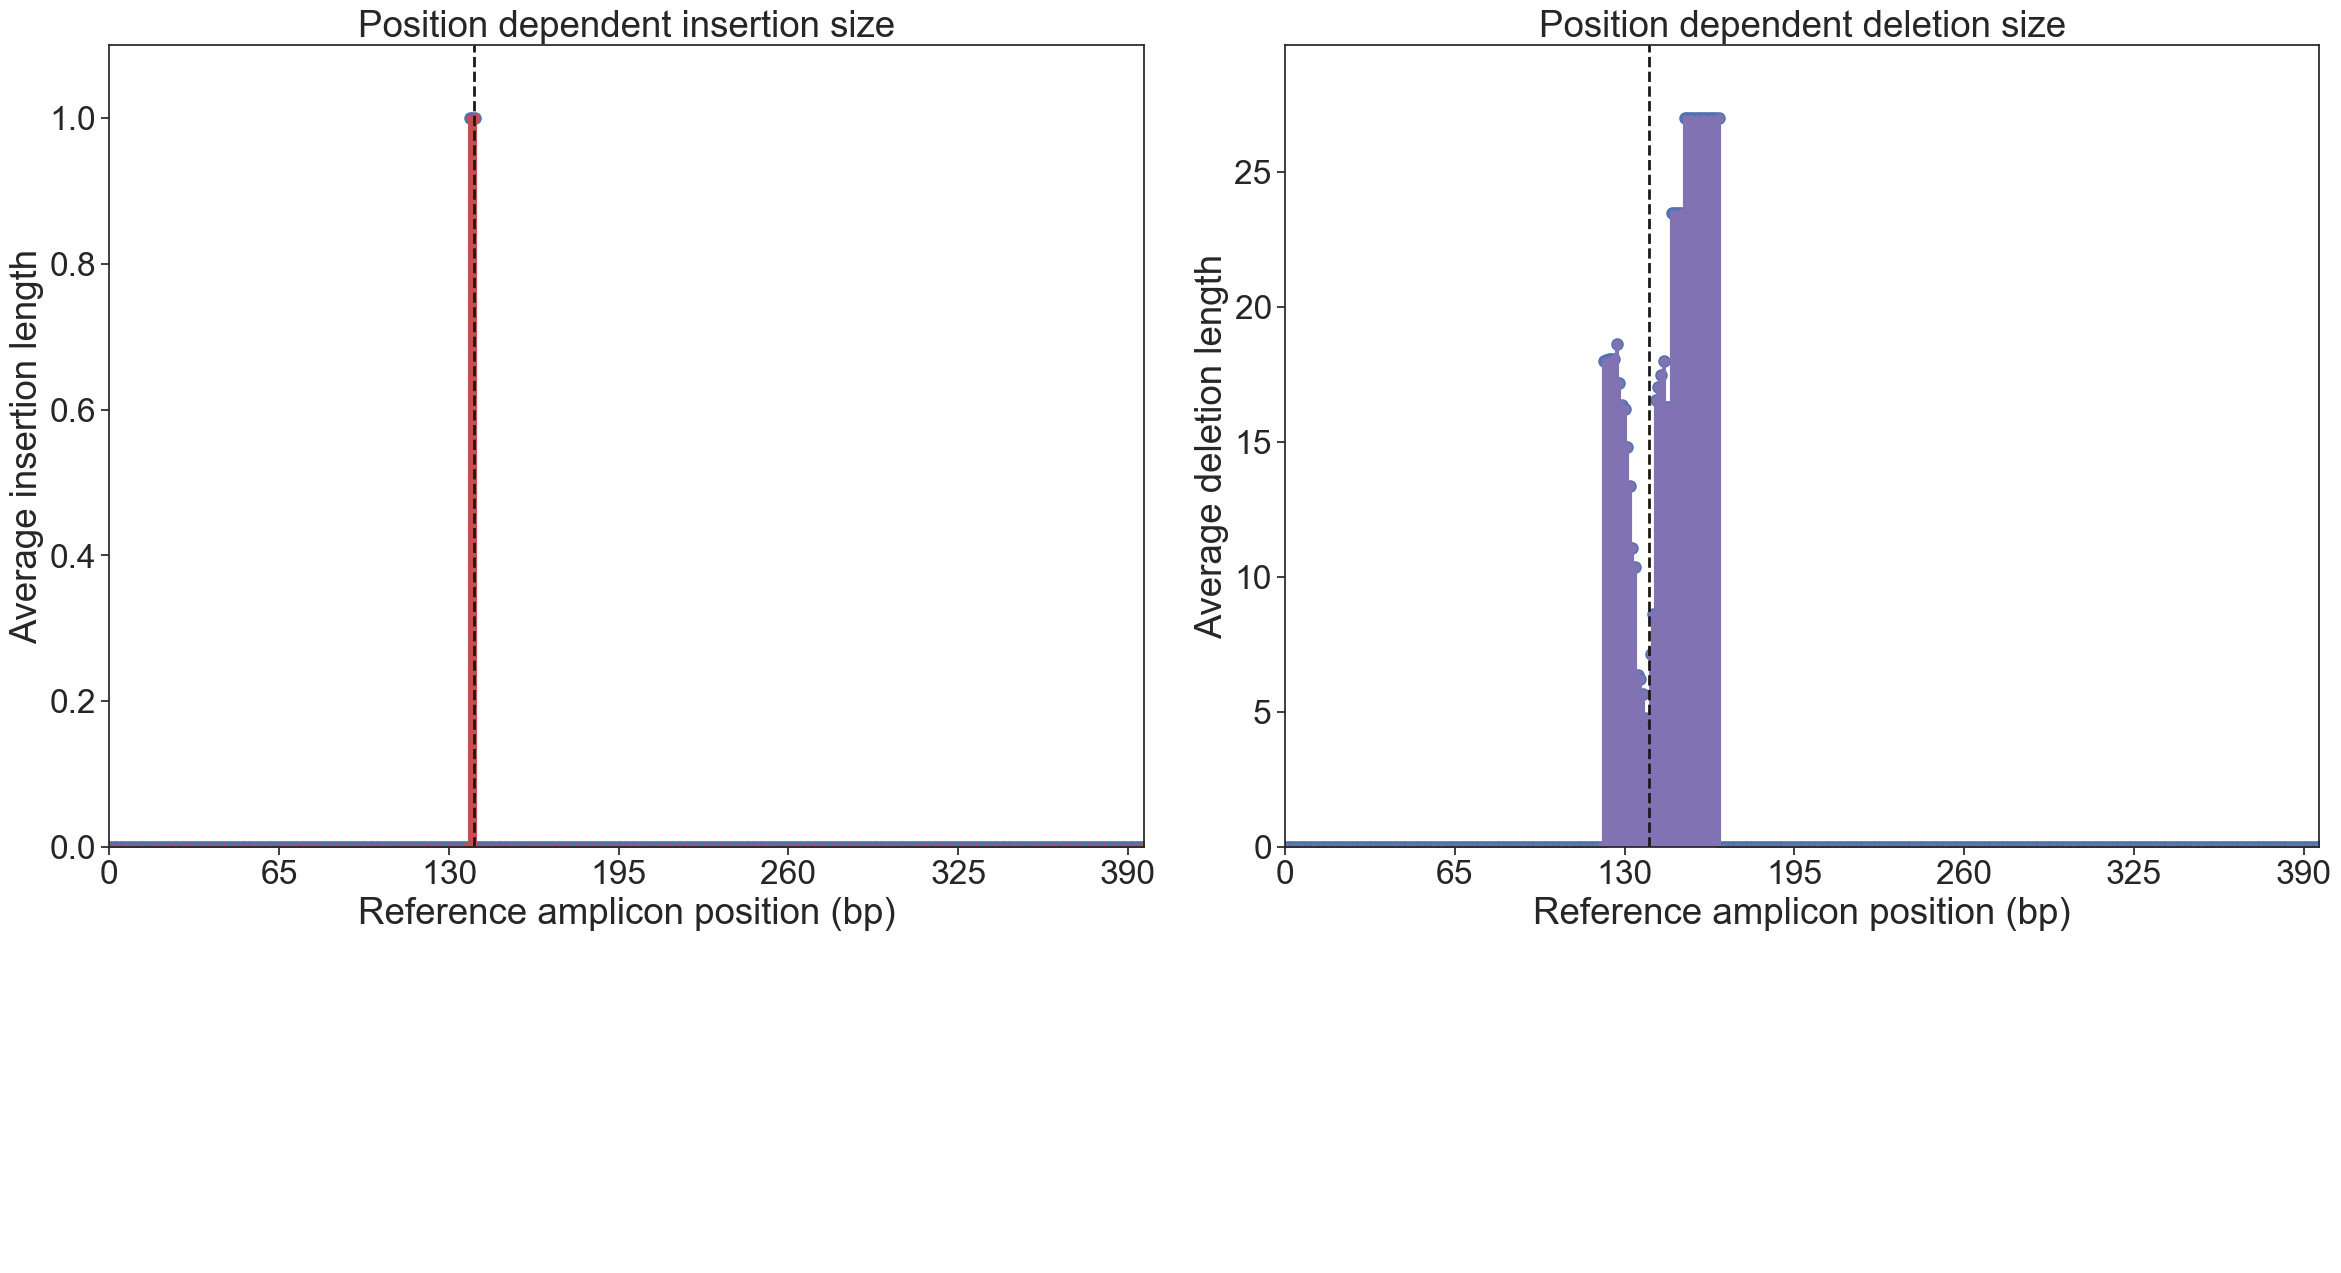 Position dependent insertion size
Average insertion length
1.0
0.8
0.6
0.4
0.2
0.0
0 65 130 195 260 325 390
Reference amplicon position (bp)
Position dependent deletion size
Average deletion length
25
20
15
10
5
0
0 65 130 195 260 325 390
Reference amplicon position (bp)